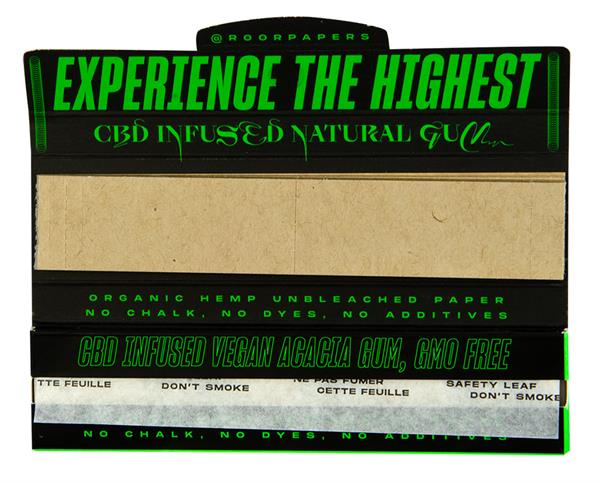 @ROORPAPERS
EXPERIENCE THE HIGHEST
CBD INFUSED NATURAL GUM
ORGANIC HEMP UNBLEACHED PAPER
NO CHALK, NO DYES, NO ADDITIVES
CBD INFUSED VEGAN ACACIA GUM, GMO FREE
NE PAS FUMER SAFETY LEAF
TTE FEUILLE DON'T SMOKE CETTE FEUILLE DON'T SMOKE
NO CHALK, NO DYES, NO ADDITIVES